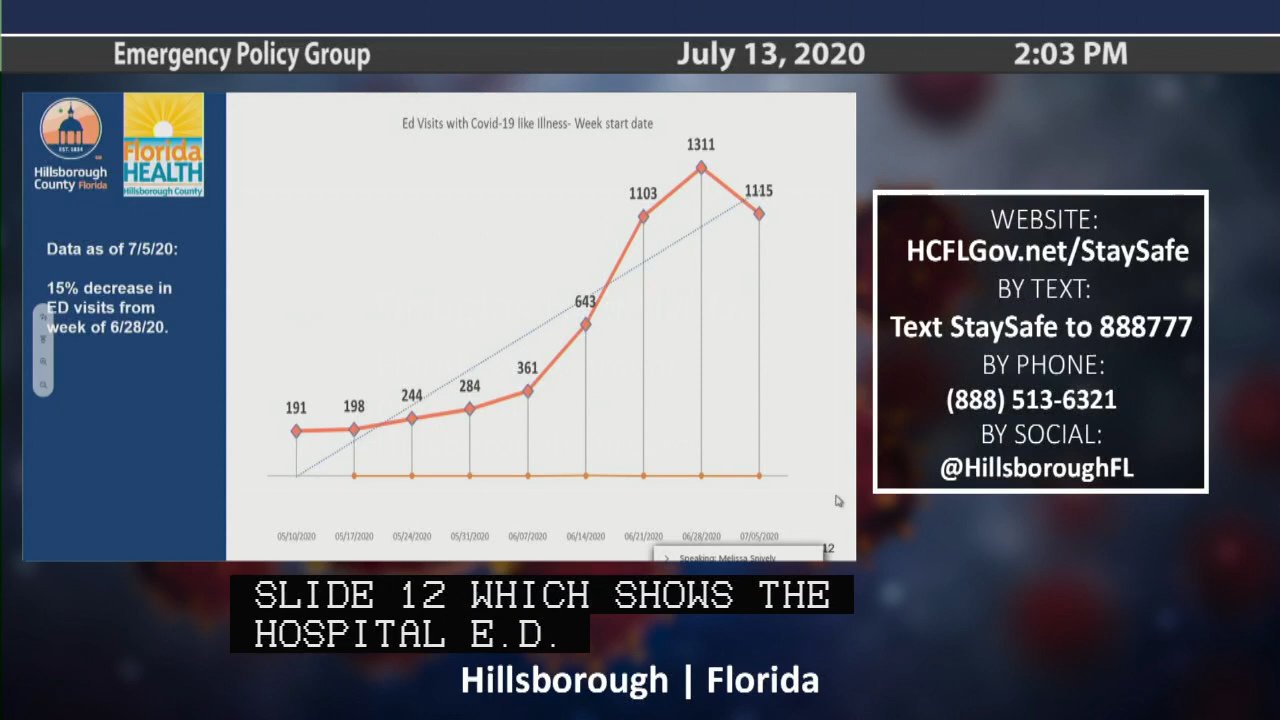 Emergency Policy Group July 13, 2020 2:03 PM
EST. 1834
Hillsborough
County Florida
Florida
HEALTH
Hillsborough County
Data as of 7/5/20:
15% decrease in
ED visits from
week of 6/28/20.
Ed Visits with Covid-19 like Illness- Week start date
191
198
244
284
361
643
1103
1311
1115
05/10/2020 05/17/2020 05/24/2020 05/31/2020 06/07/2020 06/14/2020 06/21/2020 06/28/2020 07/05/2020
12
Speaking: Melissa Snively
WEBSITE:
HCFLGov.net/StaySafe
BY TEXT:
Text StaySafe to 888777
BY PHONE:
(888) 513-6321
BY SOCIAL:
@HillsboroughFL
SLIDE 12 WHICH SHOWS THE
HOSPITAL E.D.
Hillsborough | Florida